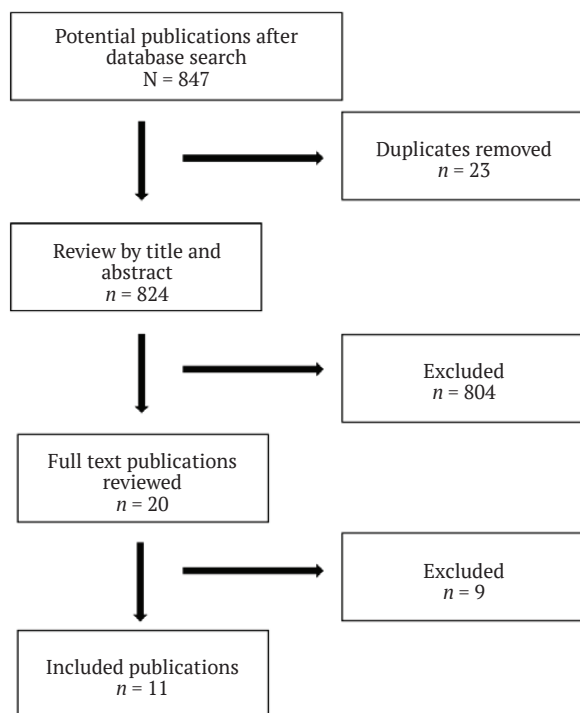 Potential publications after
database search
N = 847
Duplicates removed
n = 23
Review by title and
abstract
n = 824
Excluded
n = 804
Full text publications
reviewed
n = 20
Excluded
n = 9
Included publications
n = 11